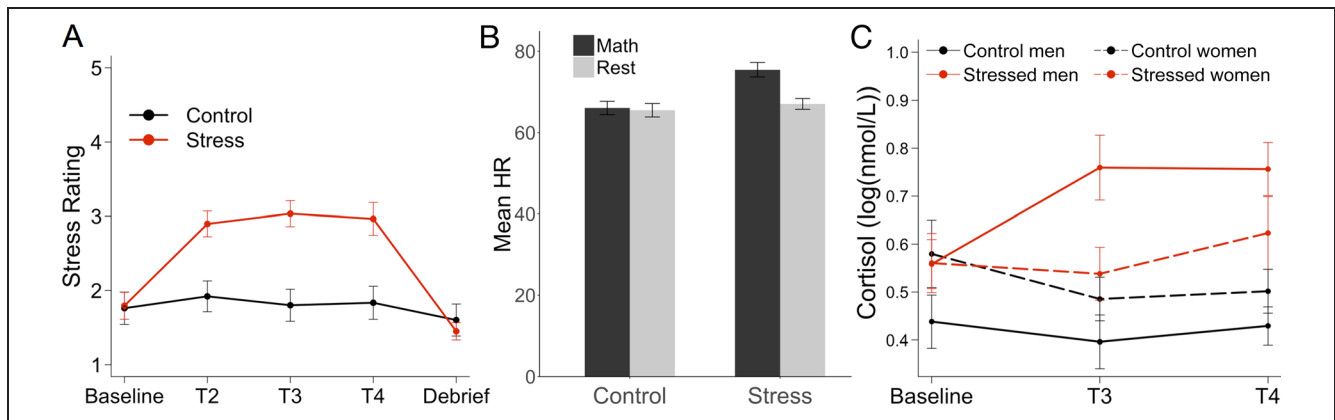 A
Stress Rating
5
4
3
2
1
Control
Stress
Baseline T2 T3 T4 Debrief
B
Mean HR
80
60
40
20
0
Math
Rest
Control Stress
C
Cortisol (log(nmol/L))
1.0
0.9
0.8
0.7
0.6
0.5
0.4
Control men Control women
Stressed men Stressed women
Baseline T3 T4